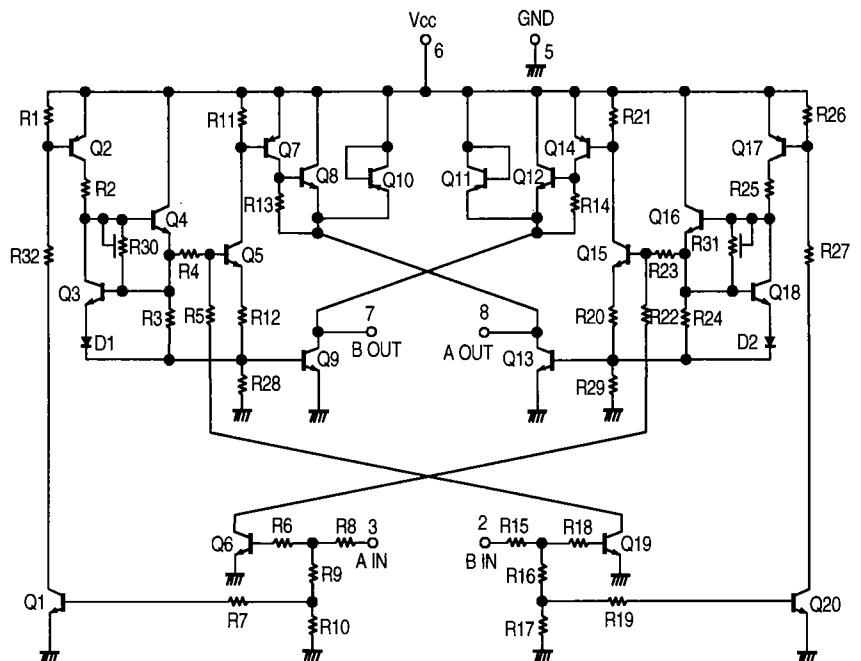 Vcc
6
GND
5
R1
Q2
R11
Q7
Q8
Q10
Q11
Q12
Q14
R21
Q17
R26
R2
R13
R14
R25
Q4
Q16
R30
R31
R32
R4
Q5
Q15
R23
R27
Q3
R3
R5
R12
R20
R22
R24
Q18
D1
7
B OUT
8
A OUT
D2
Q9
Q13
R28
R29
Q6
R6
R8
3
A IN
2
B IN
R15
R18
Q19
R9
R16
Q1
R7
R10
R17
R19
Q20